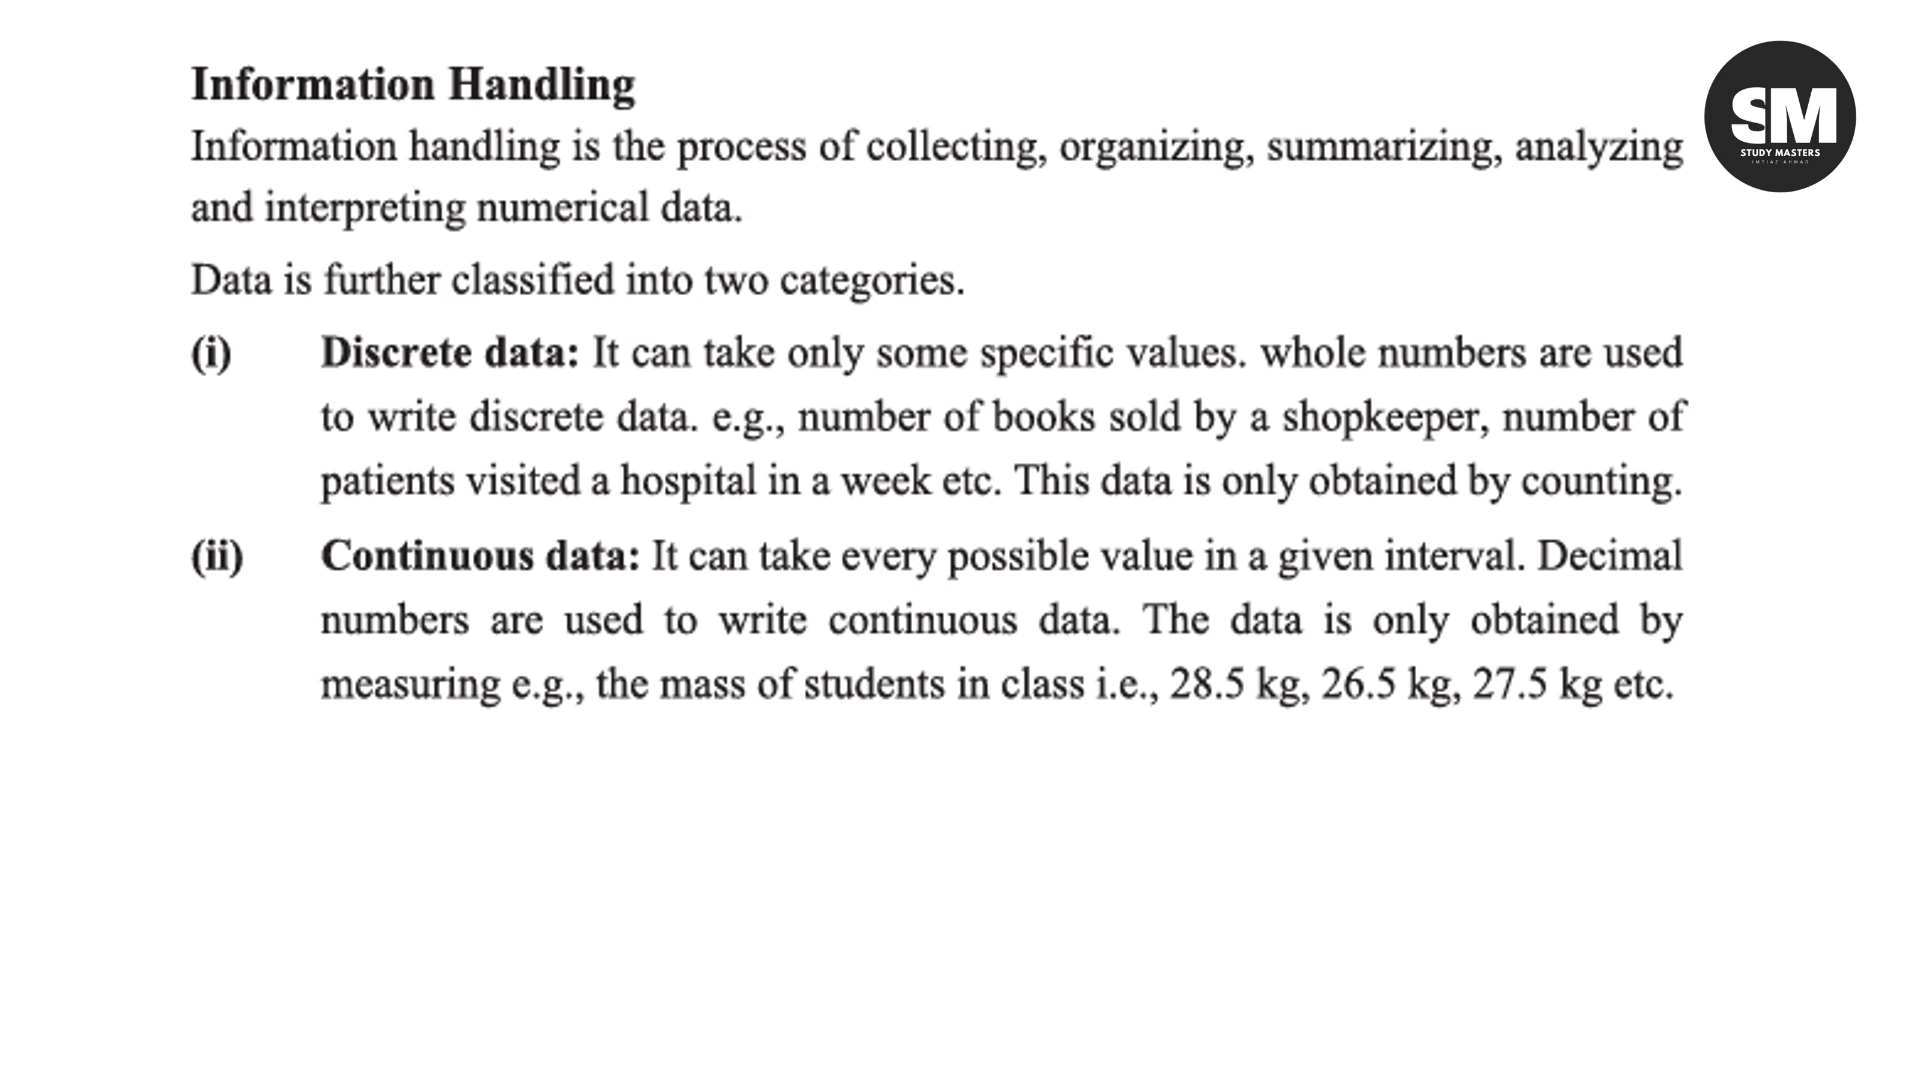 Information Handling
Information handling is the process of collecting, organizing, summarizing, analyzing
and interpreting numerical data.
Data is further classified into two categories.
(i) Discrete data: It can take only some specific values. whole numbers are used
to write discrete data. e.g., number of books sold by a shopkeeper, number of
patients visited a hospital in a week etc. This data is only obtained by counting.
(ii) Continuous data: It can take every possible value in a given interval. Decimal
numbers are used to write continuous data. The data is only obtained by
measuring e.g., the mass of students in class i.e., 28.5 kg, 26.5 kg, 27.5 kg etc.
SM
STUDY MASTERS
IMTIAZ AHMAD